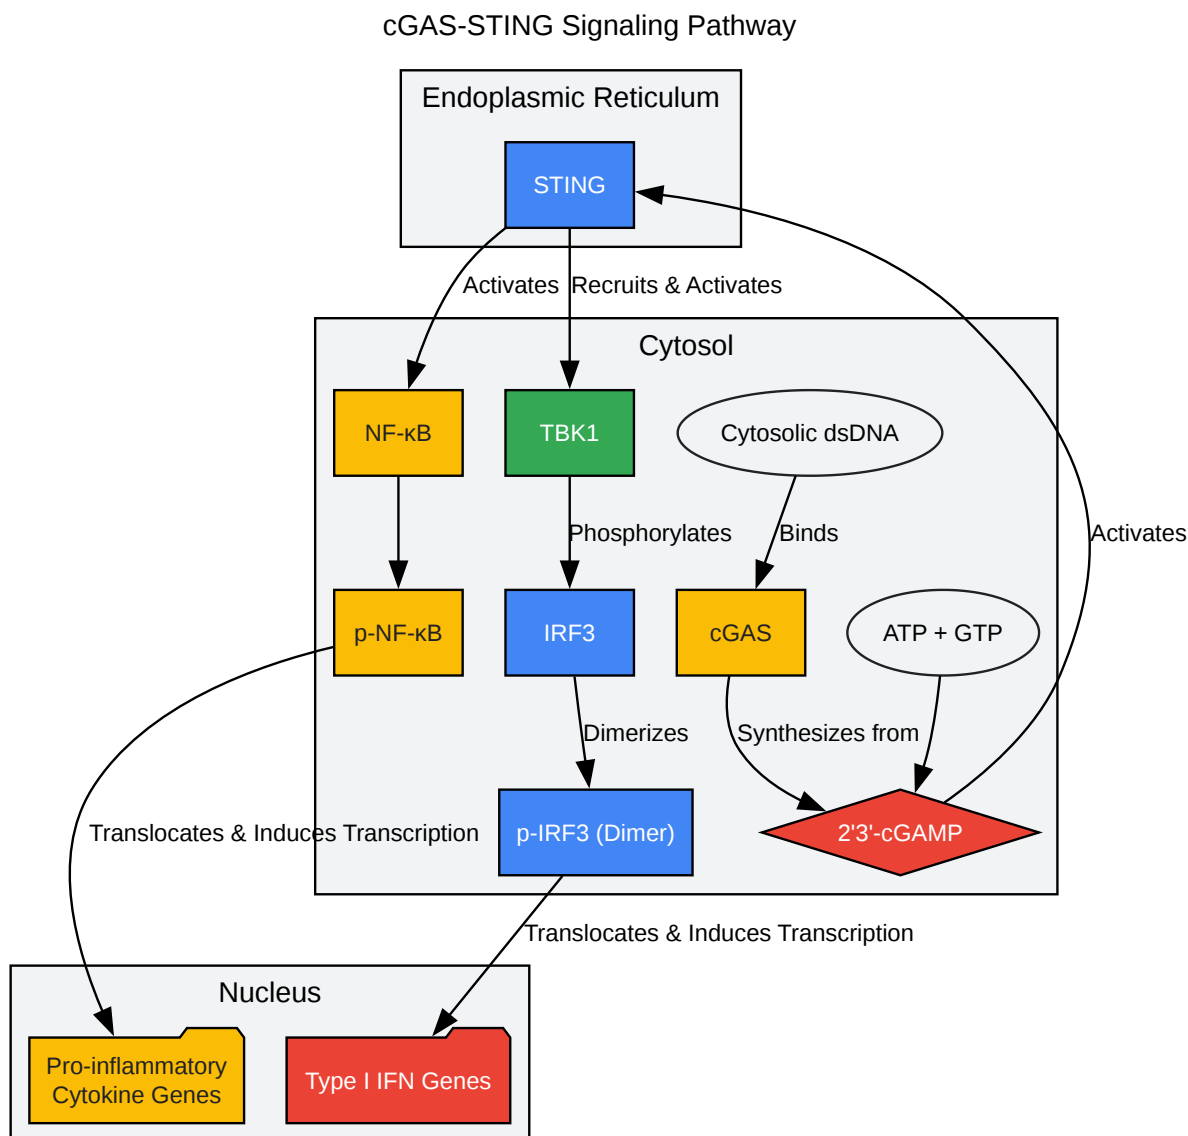 cGAS-STING Signaling Pathway
Endoplasmic Reticulum
STING
Activates
Recruits & Activates
Cytosol
NF-κB
TBK1
Cytosolic dsDNA
Phosphorylates
Binds
Activates
p-NF-κB
IRF3
cGAS
ATP + GTP
Dimerizes
Synthesizes from
Translocates & Induces Transcription
p-IRF3 (Dimer)
2'3'-cGAMP
Translocates & Induces Transcription
Nucleus
Pro-inflammatory
Cytokine Genes
Type I IFN Genes